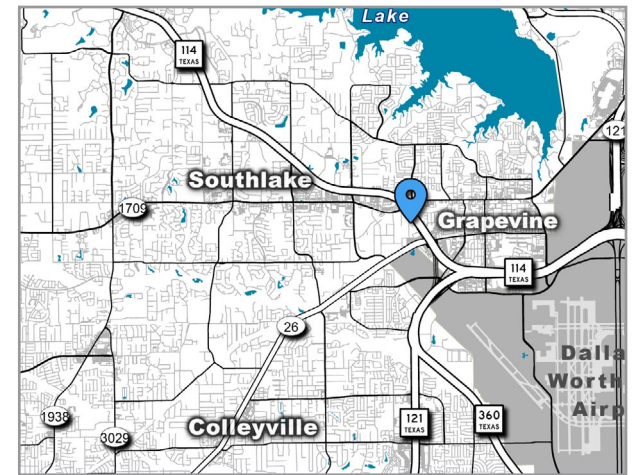 Lake
114
TEXAS
121
Southlake
1709
Grapevine
114
TEXAS
26
Dalla
Worth
Airp
1938
3029
Colleyville
121
TEXAS
360
TEXAS